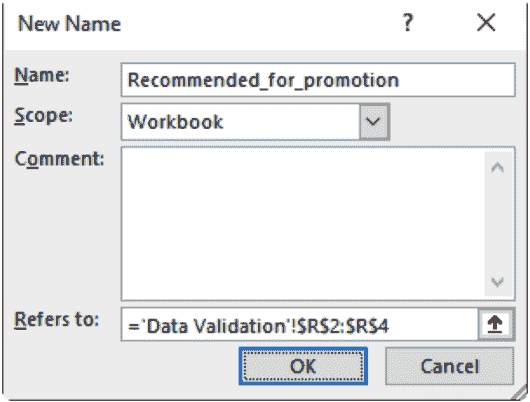 New Name ? X
Name: Recommended_for_promotion
Scope: Workbook
Comment:
Refers to: ='Data Validation'!$R$2:$R$4
OK Cancel